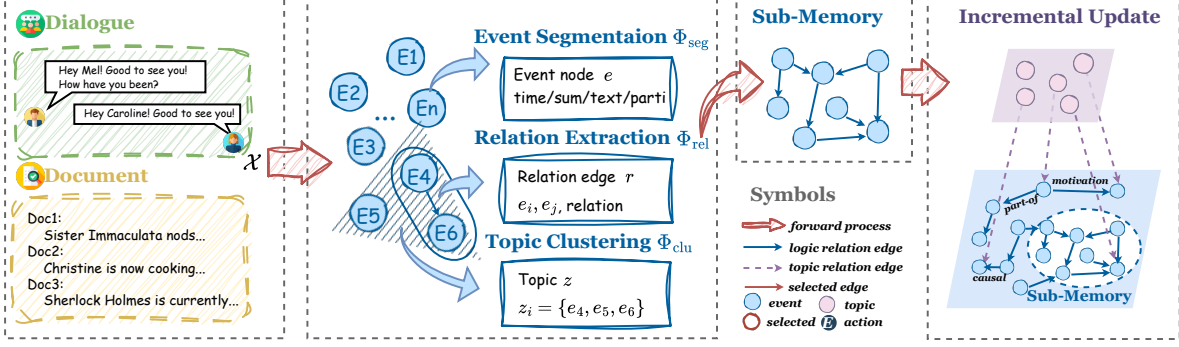 Dialogue
Hey Mel! Good to see you!
How have you been?
Hey Caroline! Good to see you!
𝒳
Document
Doc1:
Sister Immaculata nods...
Doc2:
Christine is now cooking...
Doc3:
Sherlock Holmes is currently...
E1
E2
...
En
E3
E4
E5
E6
Event Segmentaion Φseg
Event node e
time/sum/text/parti
Relation Extraction Φrel
Relation edge r
ei, ej, relation
Topic Clustering Φclu
Topic z
zi = {e4, e5, e6}
Sub-Memory
Symbols
forward process
logic relation edge
topic relation edge
selected edge
event
topic
selected
E action
Incremental Update
motivation
part-of
causal
Sub-Memory